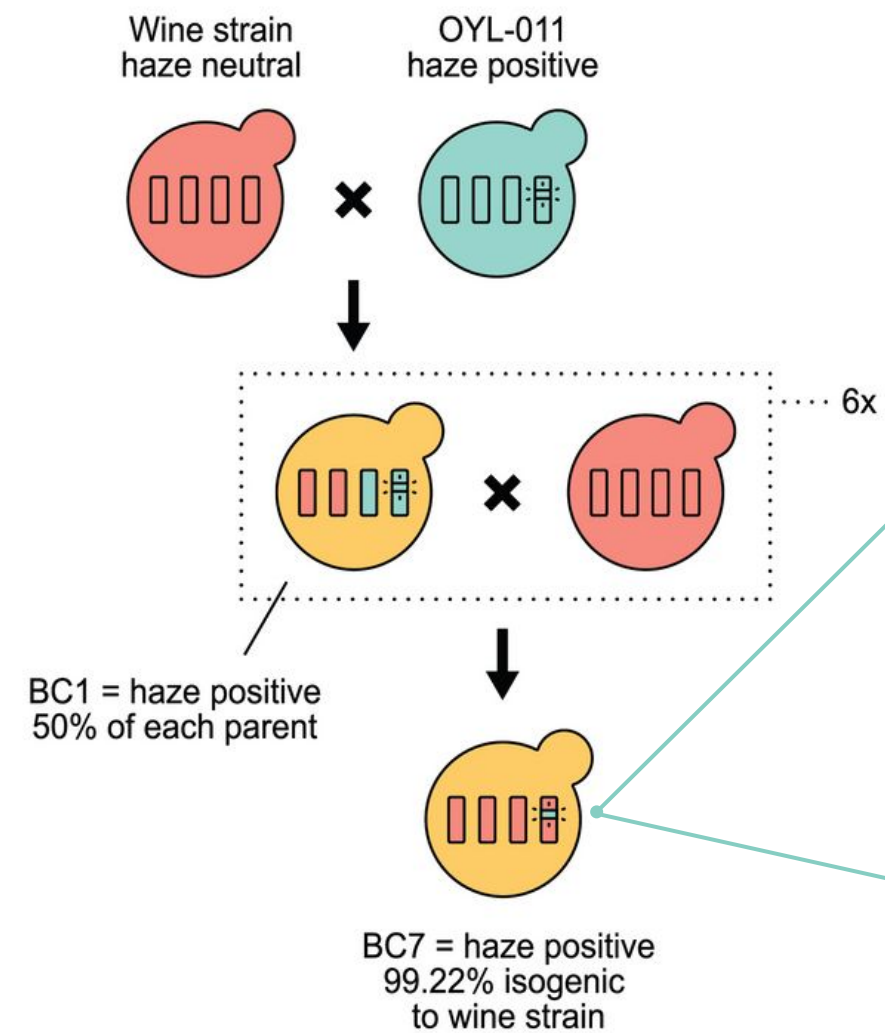 Wine strain
haze neutral
OYL-011
haze positive
6x
BC1 = haze positive
50% of each parent
BC7 = haze positive
99.22% isogenic
to wine strain